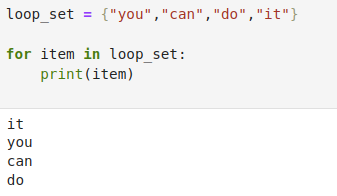 loop_set = {"you","can","do","it"}
for item in loop_set:
    print(item)
it
you
can
do